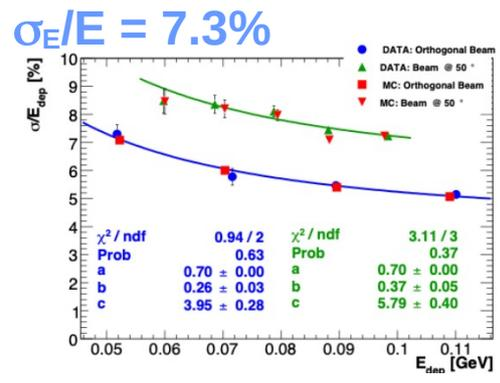 σE/E = 7.3%
σ/Edep [%]
10
9
8
7
6
5
4
3
2
1
0
DATA: Orthogonal Beam
DATA: Beam @ 50 °
MC: Orthogonal Beam
MC: Beam @ 50 °
χ² / ndf 0.94 / 2
Prob 0.63
a 0.70 ± 0.00
b 0.26 ± 0.03
c 3.95 ± 0.28
χ² / ndf 3.11 / 3
Prob 0.37
a 0.70 ± 0.00
b 0.37 ± 0.05
c 5.79 ± 0.40
0.05 0.06 0.07 0.08 0.09 0.1 0.11
Edep [GeV]